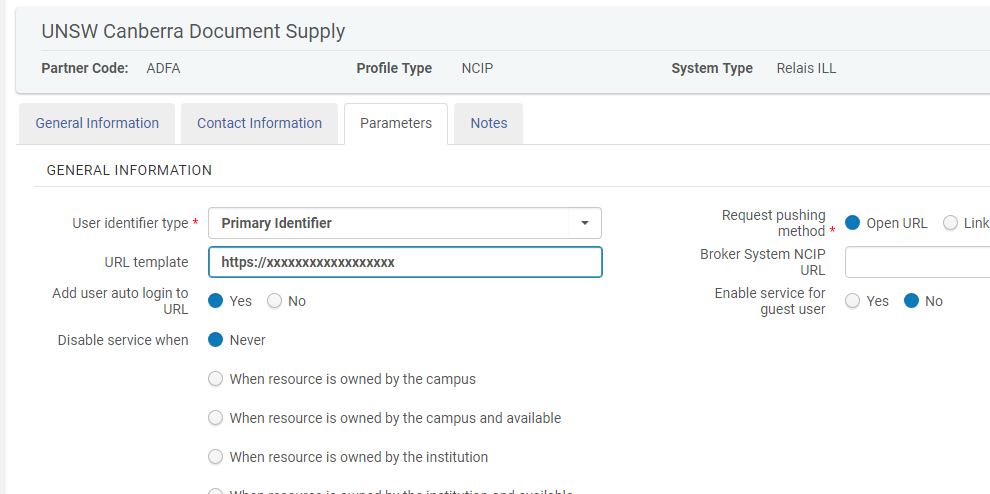 UNSW Canberra Document Supply
Partner Code: ADFA Profile Type NCIP System Type Relais ILL
General Information Contact Information Parameters Notes
GENERAL INFORMATION
User identifier type * Primary Identifier
Request pushing method * Open URL Link
URL template https://xxxxxxxxxxxxxxxxxx
Broker System NCIP URL
Add user auto login to URL Yes No
Enable service for guest user Yes No
Disable service when Never
When resource is owned by the campus
When resource is owned by the campus and available
When resource is owned by the institution
When resource is owned by the institution and available